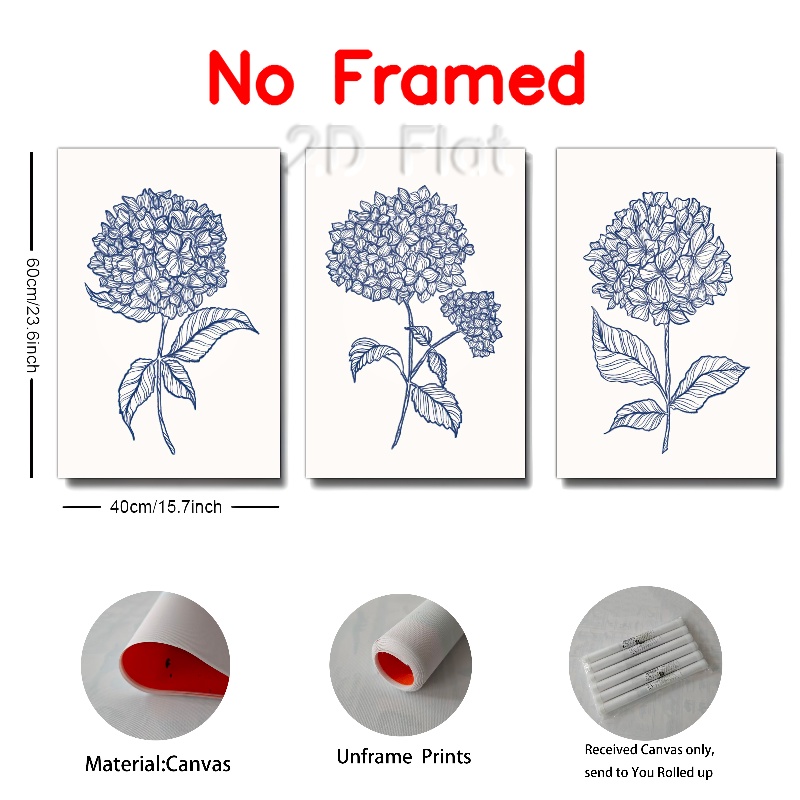 No Framed
2D Flat
60cm/23.6inch
40cm/15.7inch
Material:Canvas
Unframe Prints
Received Canvas only,
send to You Rolled up